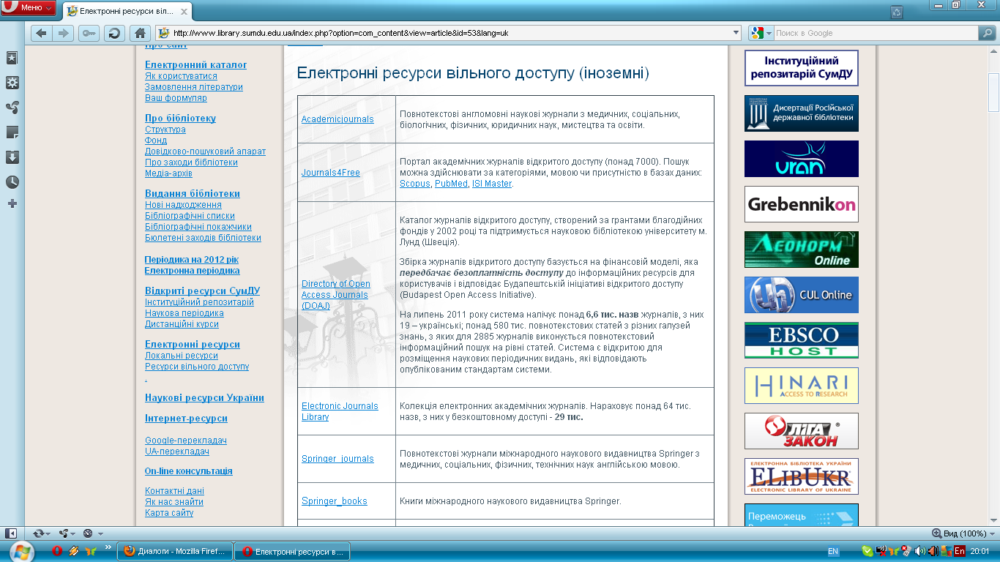 Меню
Електронні ресурси віл...
http://www.library.sumdu.edu.ua/index.php?option=com_content&view=article&id=53&lang=uk
Поиск в Google
Про сайт
Електронний каталог
Як користуватися
Замовлення літератури
Ваш формуляр
Про бібліотеку
Структура
Фонд
Довідково-пошуковий апарат
Про заходи бібліотеки
Медіа-архів
Видання бібліотеки
Нові надходження
Бібліографічні списки
Бібліографічні покажчики
Бюлетені заходів бібліотеки
Періодика на 2012 рік
Електронна періодика
Відкриті ресурси СумДУ
Інституційний репозитарій
Наукова періодика
Дистанційні курси
Електронні ресурси
Локальні ресурси
Ресурси вільного доступу
.
Наукові ресурси України
Інтернет-ресурси
Google-перекладач
UA-перекладач
On-line консультація
Контактні дані
Як нас знайти
Карта сайту
Електронні ресурси вільного доступу (іноземні)
Academicjournals
Повнотекстові англомовні наукові журнали з медичних, соціальних,
біологічних, фізичних, юридичних наук, мистецтва та освіти.
Journals4Free
Портал академічних журналів відкритого доступу (понад 7000). Пошук
можна здійснювати за категоріями, мовою чи присутністю в базах даних:
Scopus, PubMed, ISI Master.
Directory of Open
Access Journals
(DOAJ)
Каталог журналів відкритого доступу, створений за грантами благодійних
фондів у 2002 році та підтримується науковою бібліотекою університету м.
Лунд (Швеція).
Збірка журналів відкритого доступу базується на фінансовій моделі, яка
передбачає безоплатність доступу до інформаційних ресурсів для
користувачів і відповідає Будапештській ініціативі відкритого доступу
(Budapest Open Access Initiative).
На липень 2011 року система налічує понад 6,6 тис. назв журналів, з них
19 – українські; понад 580 тис. повнотекстових статей з різних галузей
знань, з яких для 2885 журналів виконується повнотекстовий
інформаційний пошук на рівні статей. Система є відкритою для
розміщення наукових періодичних видань, які відповідають
опублікованим стандартам системи.
Electronic Journals
Library
Колекція електронних академічних журналів. Нараховує понад 64 тис.
назв, з них у безкоштовному доступі - 29 тис.
Springer_journals
Повнотекстові журнали міжнародного наукового видавництва Springer з
медичних, соціальних, фізичних, технічних наук англійською мовою.
Springer_books
Книги міжнародного наукового видавництва Springer.
Інституційний
репозитарій СумДУ
Дисертації Російської
державної бібліотеки
uran
Grebennikon
Леонорм
Online
CUL Online
EBSCO
HOST
HINARI
ACCESS TO RESEARCH
ЛІГА
ЗАКОН
ЕЛЕКТРОННА БІБЛІОТЕКА УКРАЇНИ
ELIBUKR
ELECTRONIC LIBRARY OF UKRAINE
Переможець
Вид (100%)
Диалоги - Mozilla Firef...
Електронні ресурси в...
EN
En
20:01